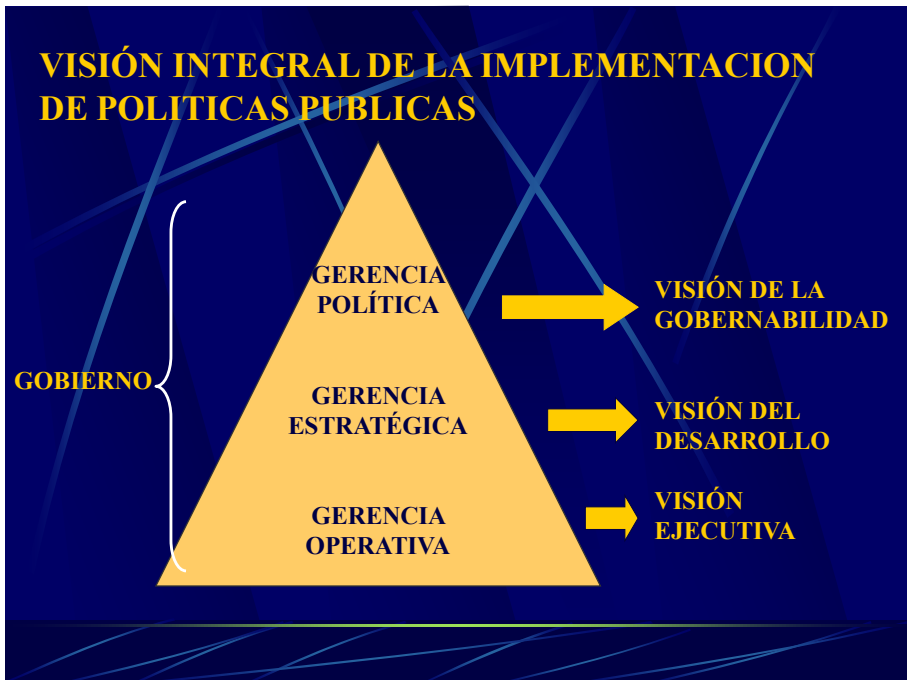 VISIÓN INTEGRAL DE LA IMPLEMENTACION
DE POLITICAS PUBLICAS
GOBIERNO
GERENCIA
POLÍTICA
VISIÓN DE LA
GOBERNABILIDAD
GERENCIA
ESTRATÉGICA
VISIÓN DEL
DESARROLLO
GERENCIA
OPERATIVA
VISIÓN
EJECUTIVA